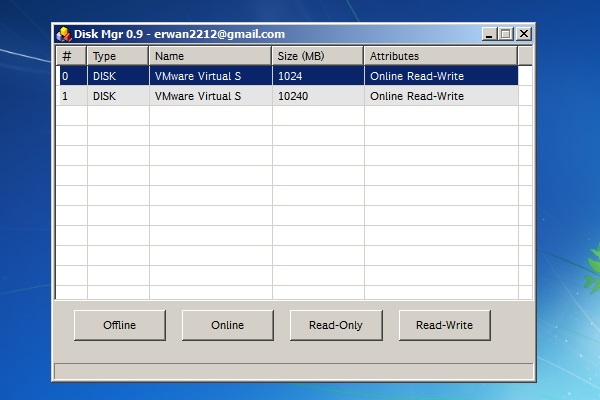 Disk Mgr 0.9 - erwan2212@gmail.com
# Type Name Size (MB) Attributes
0 DISK VMware Virtual S 1024 Online Read-Write
1 DISK VMware Virtual S 10240 Online Read-Write
Offline Online Read-Only Read-Write